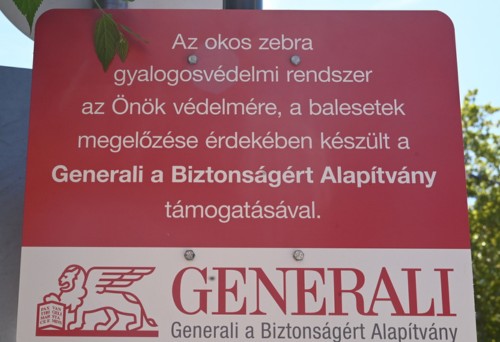 Az okos zebra
gyalogosvédelmi rendszer
az Önök védelmére, a balesetek
megelőzése érdekében készült a
Generali a Biztonságért Alapítvány
támogatásával.
GENERALI
Generali a Biztonságért Alapítvány